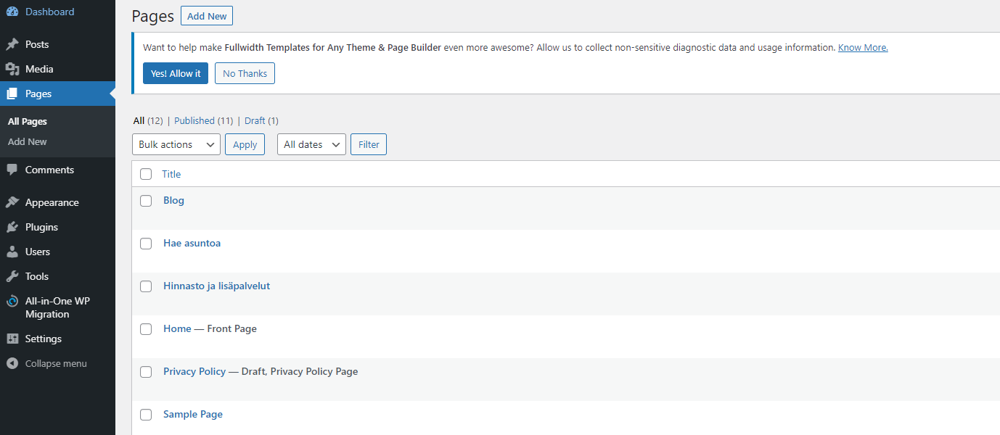 Dashboard
Posts
Media
Pages
All Pages
Add New
Comments
Appearance
Plugins
Users
Tools
All-in-One WP
Migration
Settings
Collapse menu
Pages Add New
Want to help make Fullwidth Templates for Any Theme & Page Builder even more awesome? Allow us to collect non-sensitive diagnostic data and usage information. Know More.
Yes! Allow it No Thanks
All (12) | Published (11) | Draft (1)
Bulk actions Apply All dates Filter
Title
Blog
Hae asuntoa
Hinnasto ja lisäpalvelut
Home — Front Page
Privacy Policy — Draft, Privacy Policy Page
Sample Page